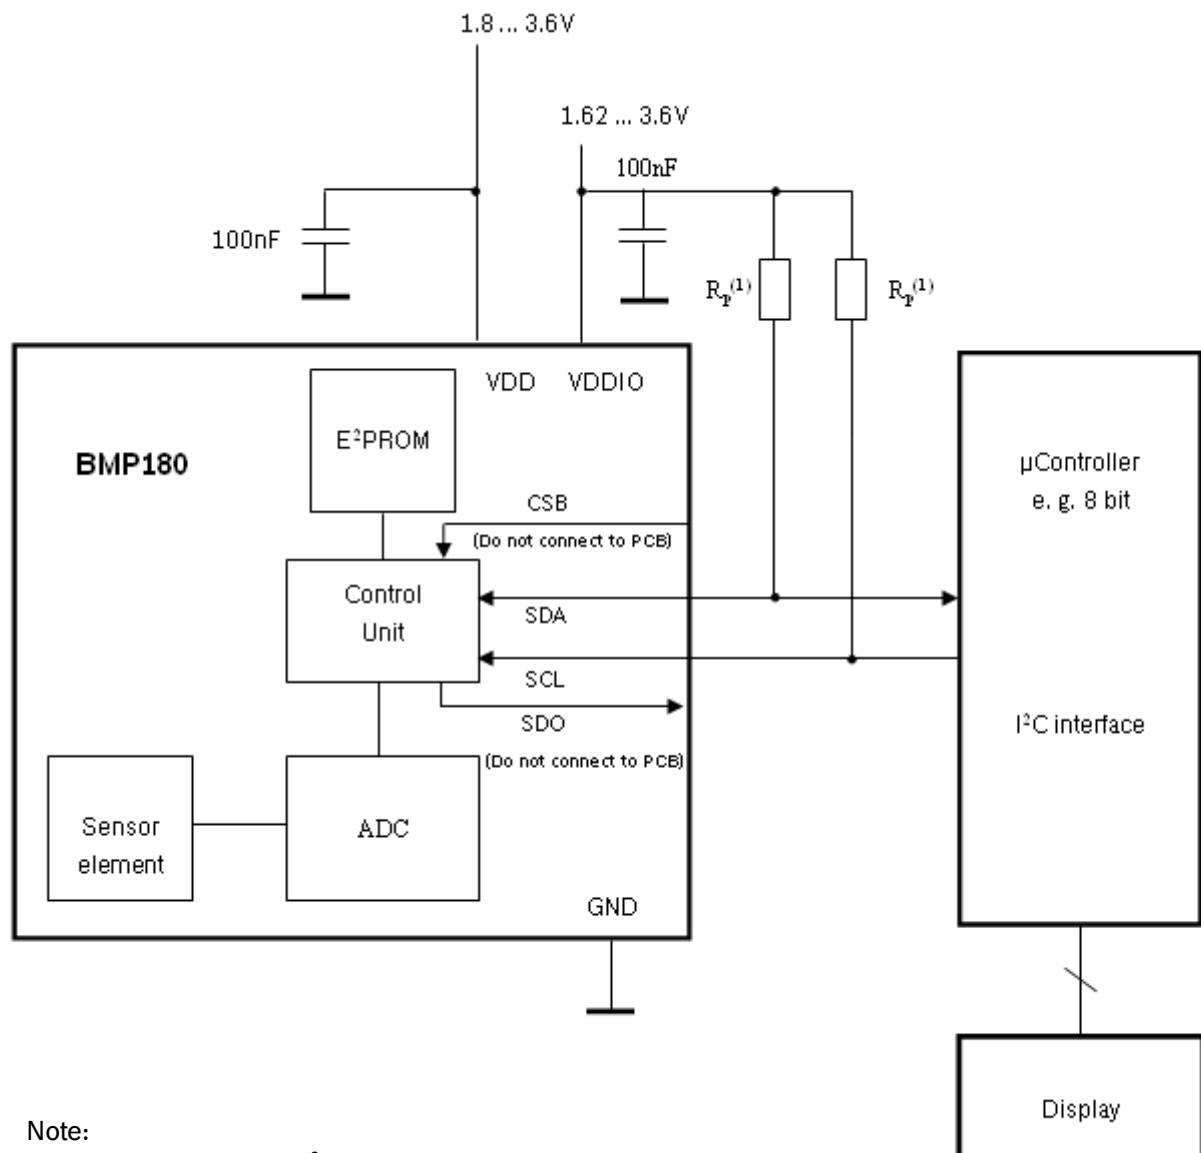 1.8 ... 3.6V
1.62 ... 3.6V
100nF
100nF
Rp(1)
Rp(1)
VDD
VDDIO
E²PROM
BMP180
µController
e. g. 8 bit
CSB
(Do not connect to PCB)
Control
Unit
SDA
SCL
SDO
(Do not connect to PCB)
I²C interface
Sensor
element
ADC
GND
Display
Note: